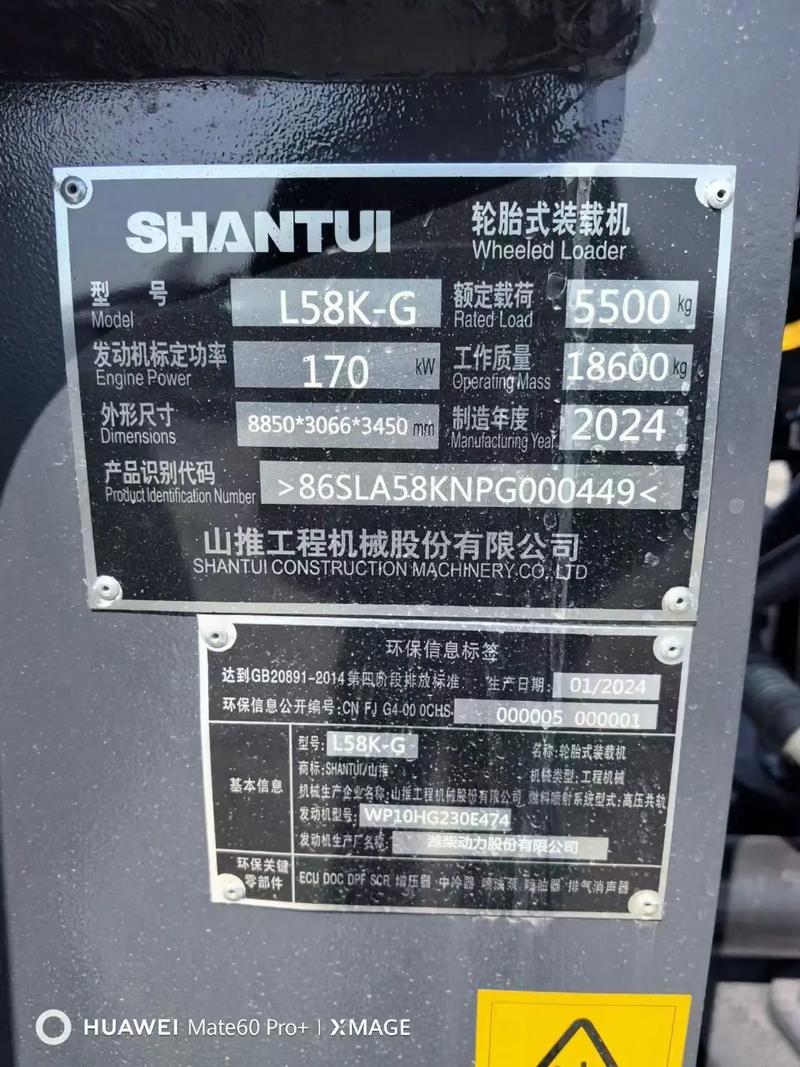 SHANTUI 轮胎式装载机
Wheeled Loader
型 号 L58K-G 额定载荷 5500 kg
Model Rated Load
发动机标定功率 170 kW 工作质量 18600 kg
Engine Power Operating Mass
外形尺寸 8850*3066*3450 mm 制造年度 2024
Dimensions Manufacturing Year
产品识别代码 >86SLA58KNPG000449<
Product Identification Number
山推工程机械股份有限公司
SHANTUI CONSTRUCTION MACHINERY CO. LTD
环保信息标签
达到GB20891-2014第四阶段排放标准 生产日期: 01/2024
环保信息公开编号:CN FJ G4 00 0CHS 000005 000001
基本信息
型号: L58K-G 名称:轮胎式装载机
商标:SHANTUI/山推 机械类型:工程机械
机械生产企业名称:山推工程机械股份有限公司 燃料喷射系统型式:高压共轨
发动机型号: WP10HG230E474
发动机生产厂名称: 潍柴动力股份有限公司
环保关键零部件
ECU DOC DPF SCR 增压器 中冷器 喷油泵 喷油器 排气消声器
HUAWEI Mate60 Pro+ | XMAGE